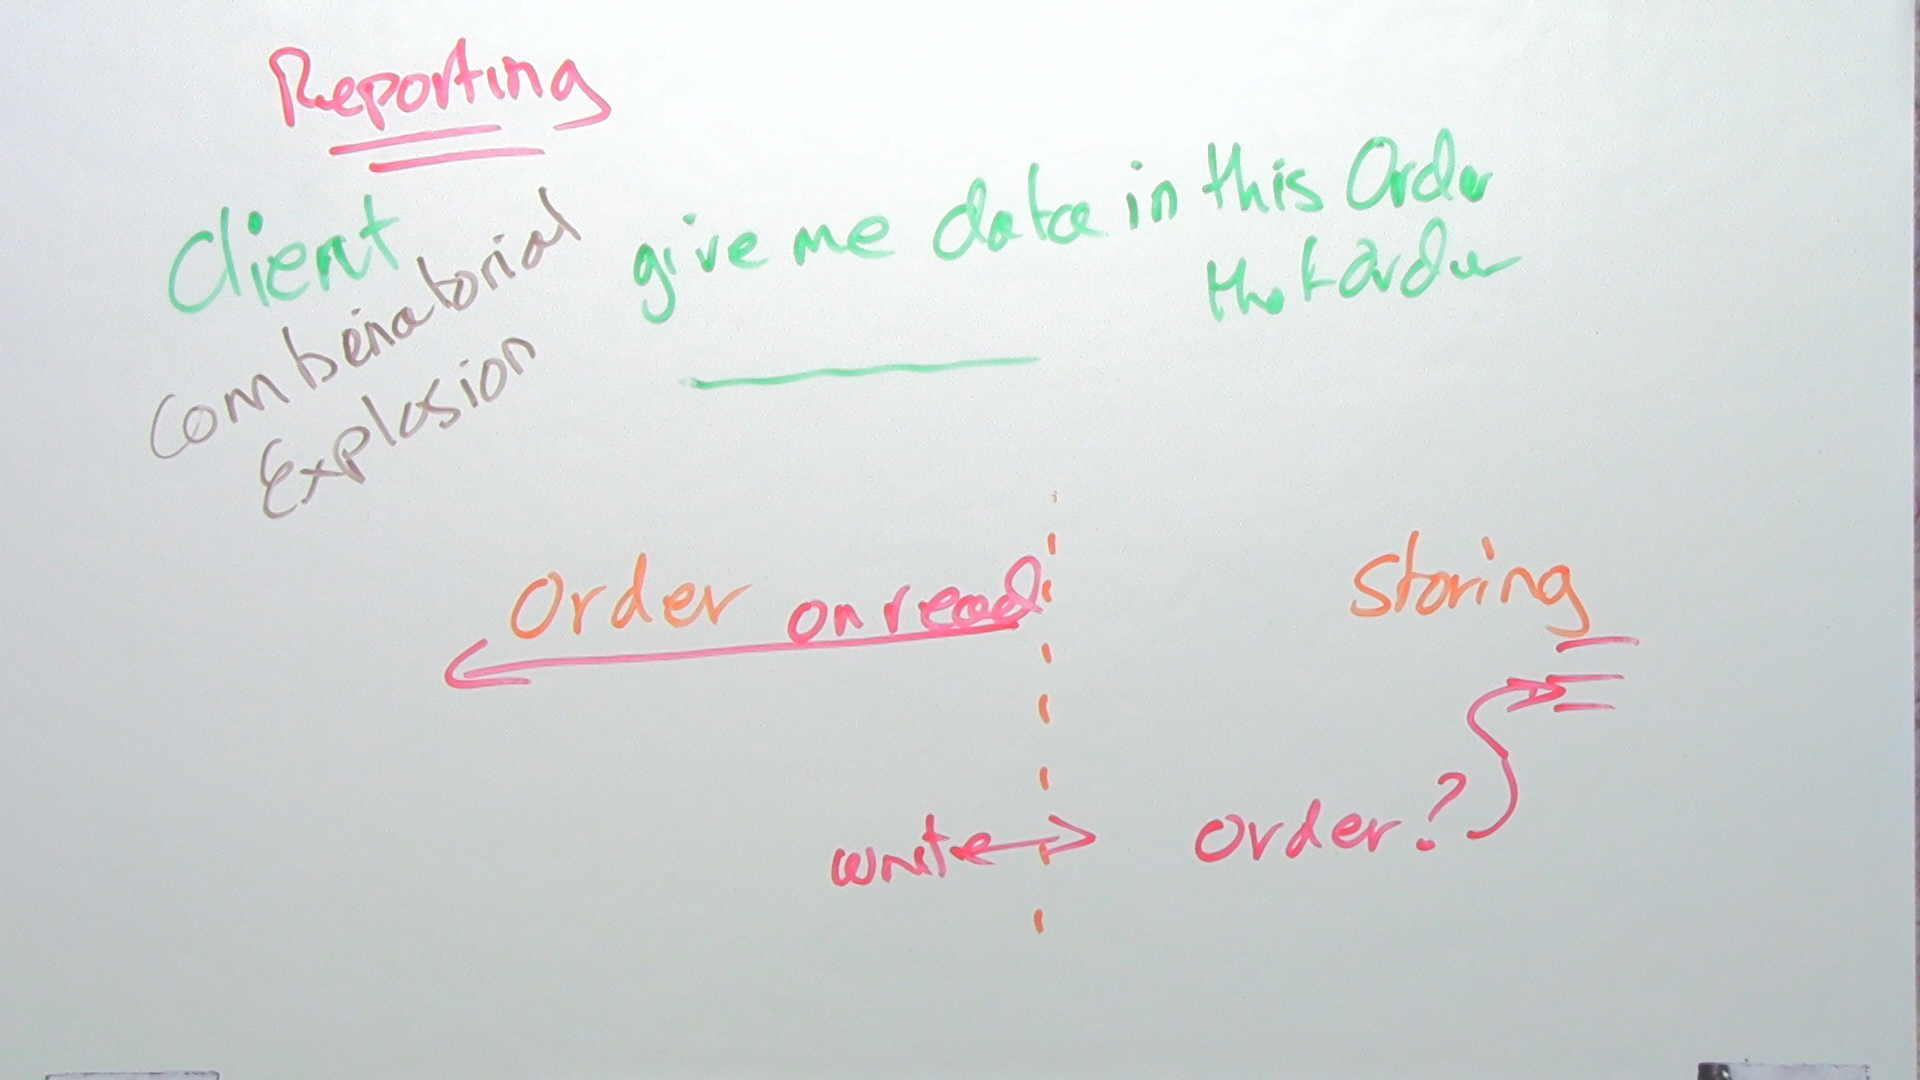 Reporting
Client
give me data in this Order
that Order
Combinatorial
Explosion
Order on read
Storing
write
order?